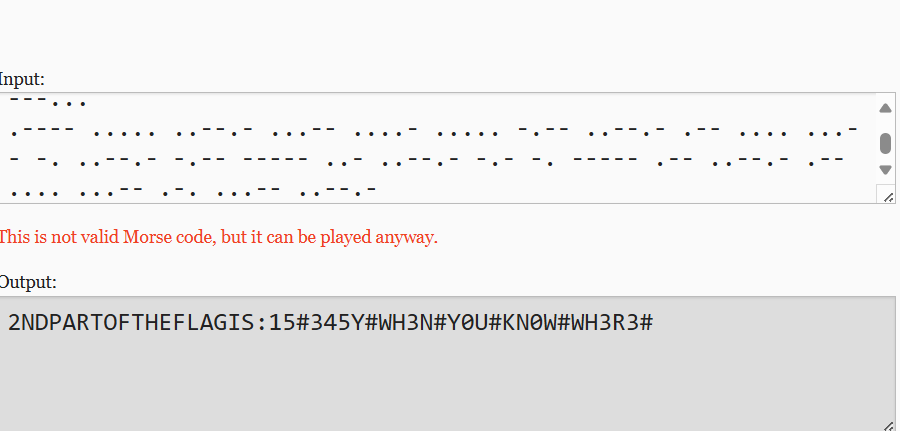 Input:
---...
.---- ..... ..--.- ...-- ....- ..... -.-- ..--.- .-- .... ...-
- -. ..--.- -.-- ----- ..- ..--.- -.- -. ----- .-- ..--.- .--
.... ...-- .-. ...-- ..--.-
This is not valid Morse code, but it can be played anyway.
Output:
2NDPARTOFTHEFLAGIS:15#345Y#WH3N#Y0U#KN0W#WH3R3#